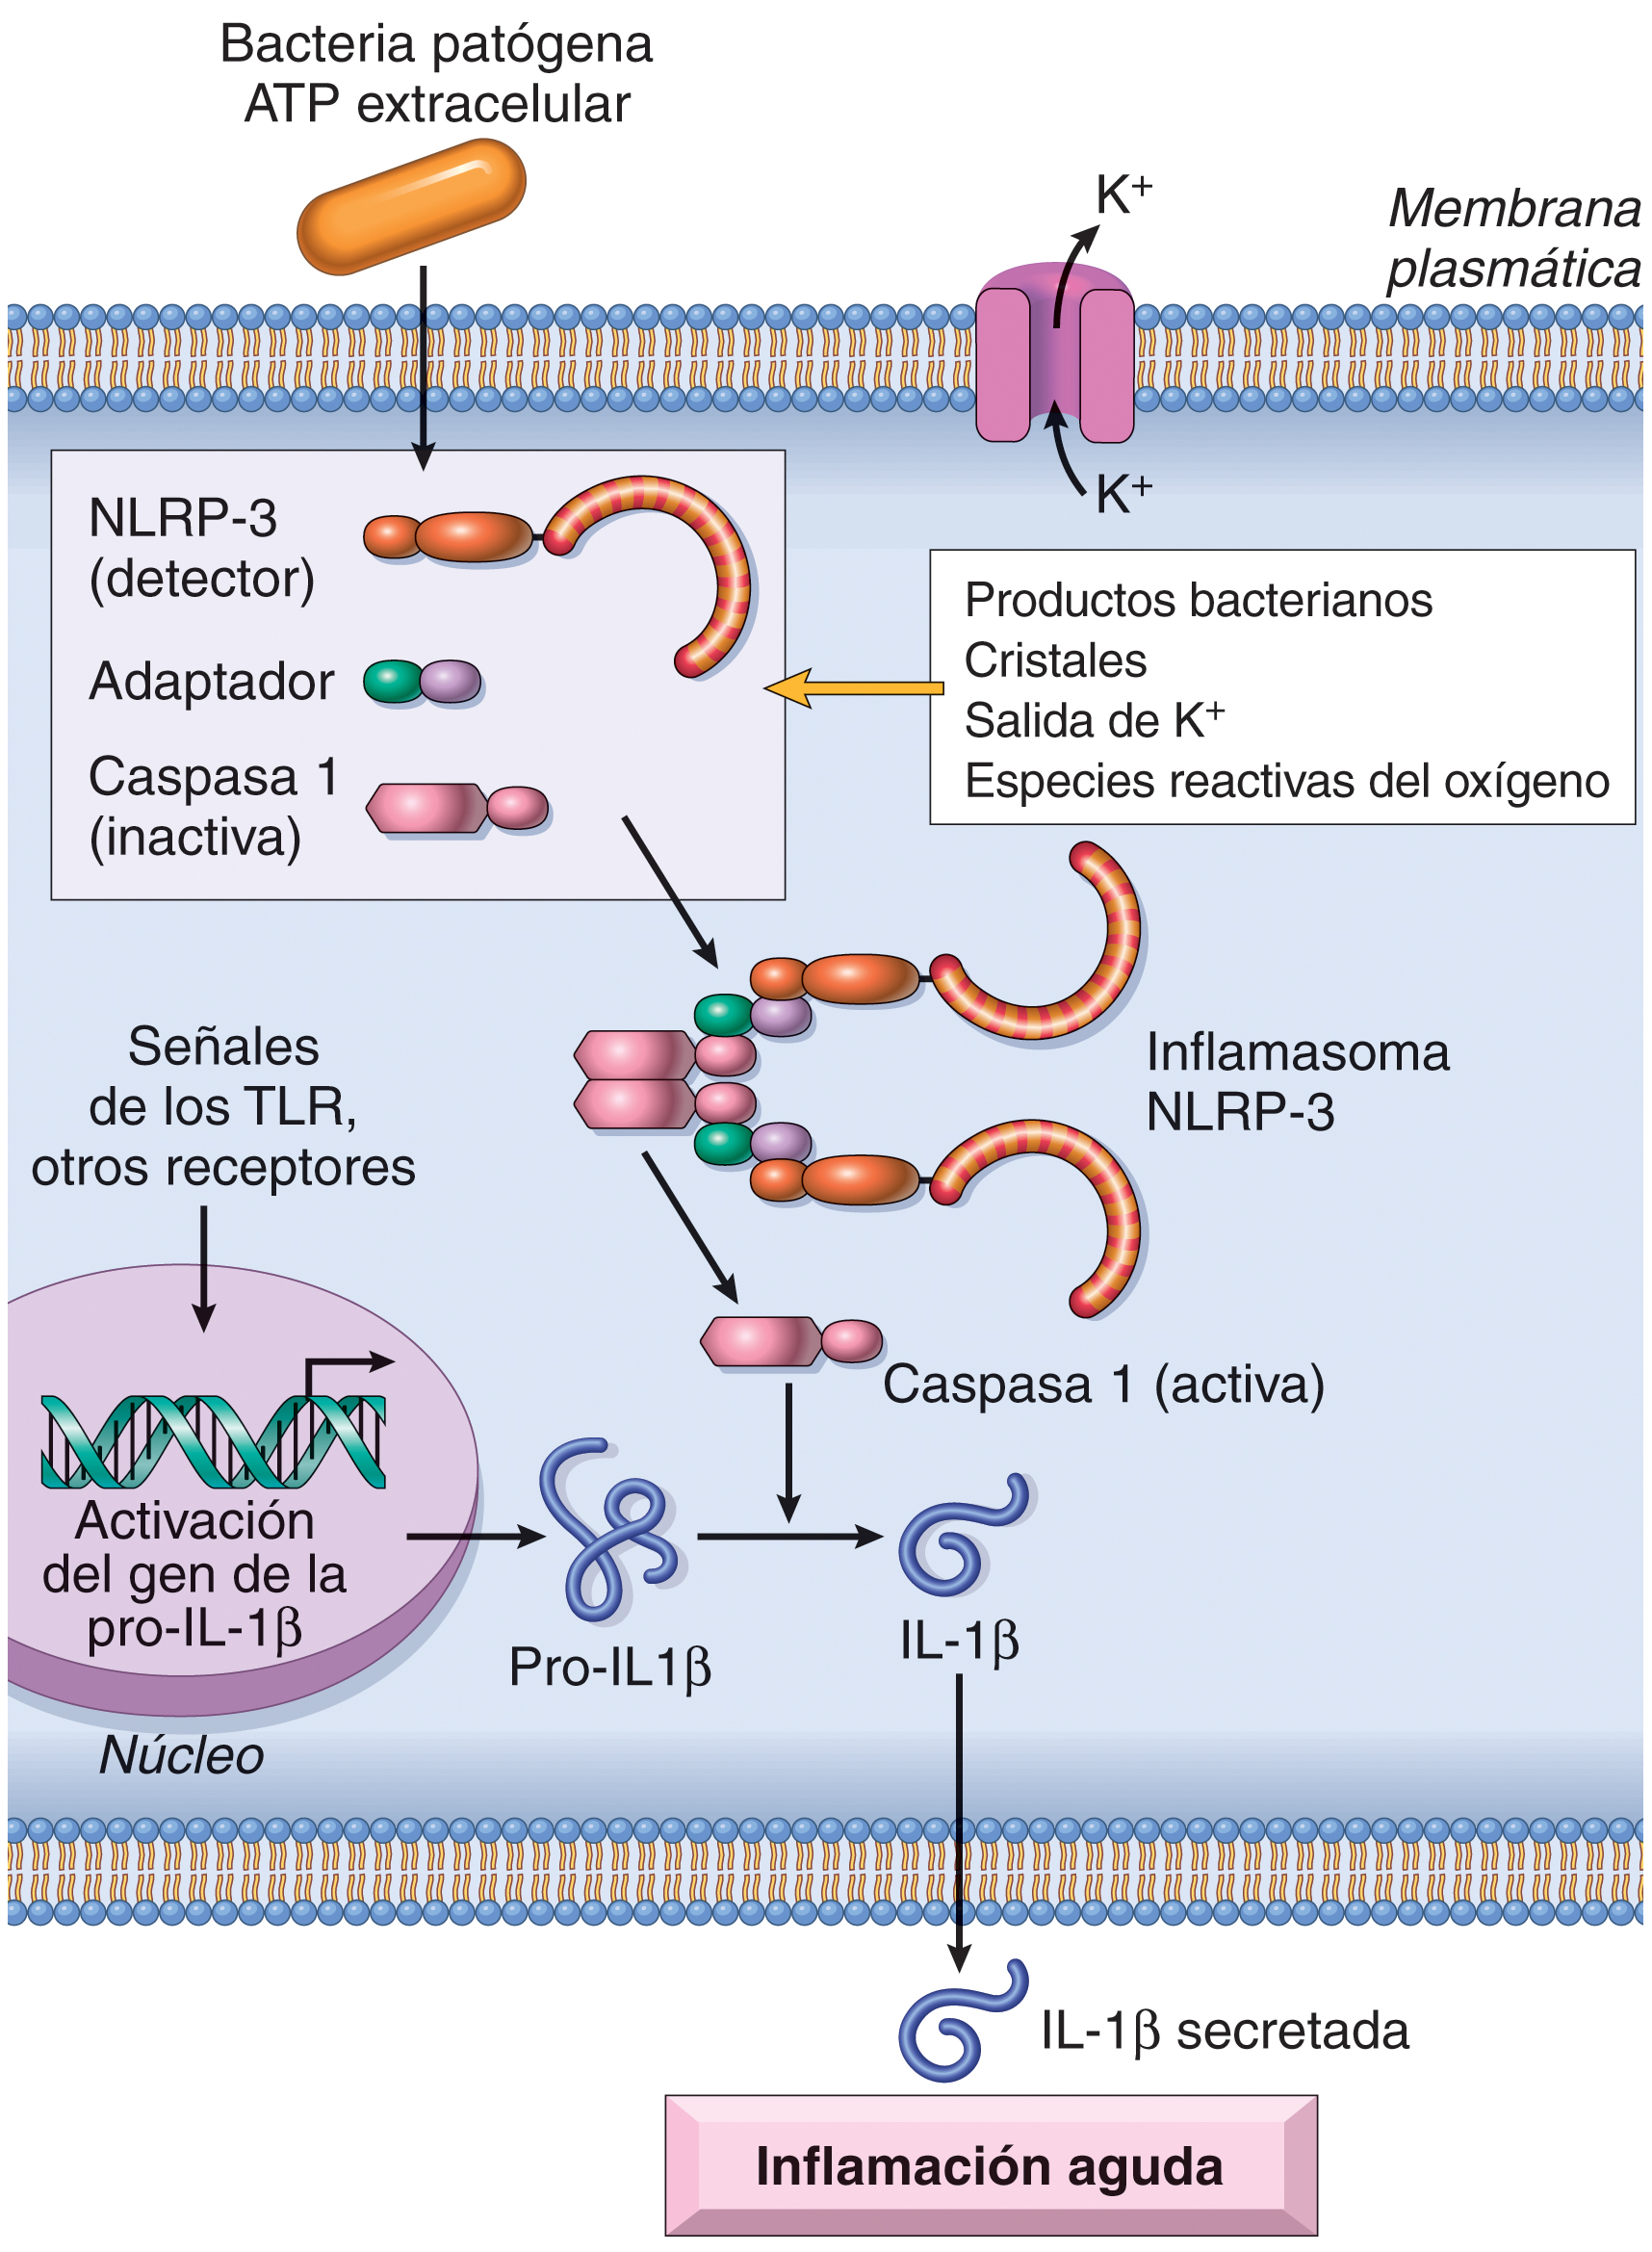 Bacteria patógena
ATP extracelular
K+
Membrana
plasmática
K+
NLRP-3
(detector)
Adaptador
Caspasa 1
(inactiva)
Productos bacterianos
Cristales
Salida de K+
Especies reactivas del oxígeno
Inflamasoma
NLRP-3
Señales
de los TLR,
otros receptores
Caspasa 1 (activa)
Activación
del gen de la
pro-IL-1β
Pro-IL1β
IL-1β
Núcleo
IL-1β secretada
Inflamación aguda